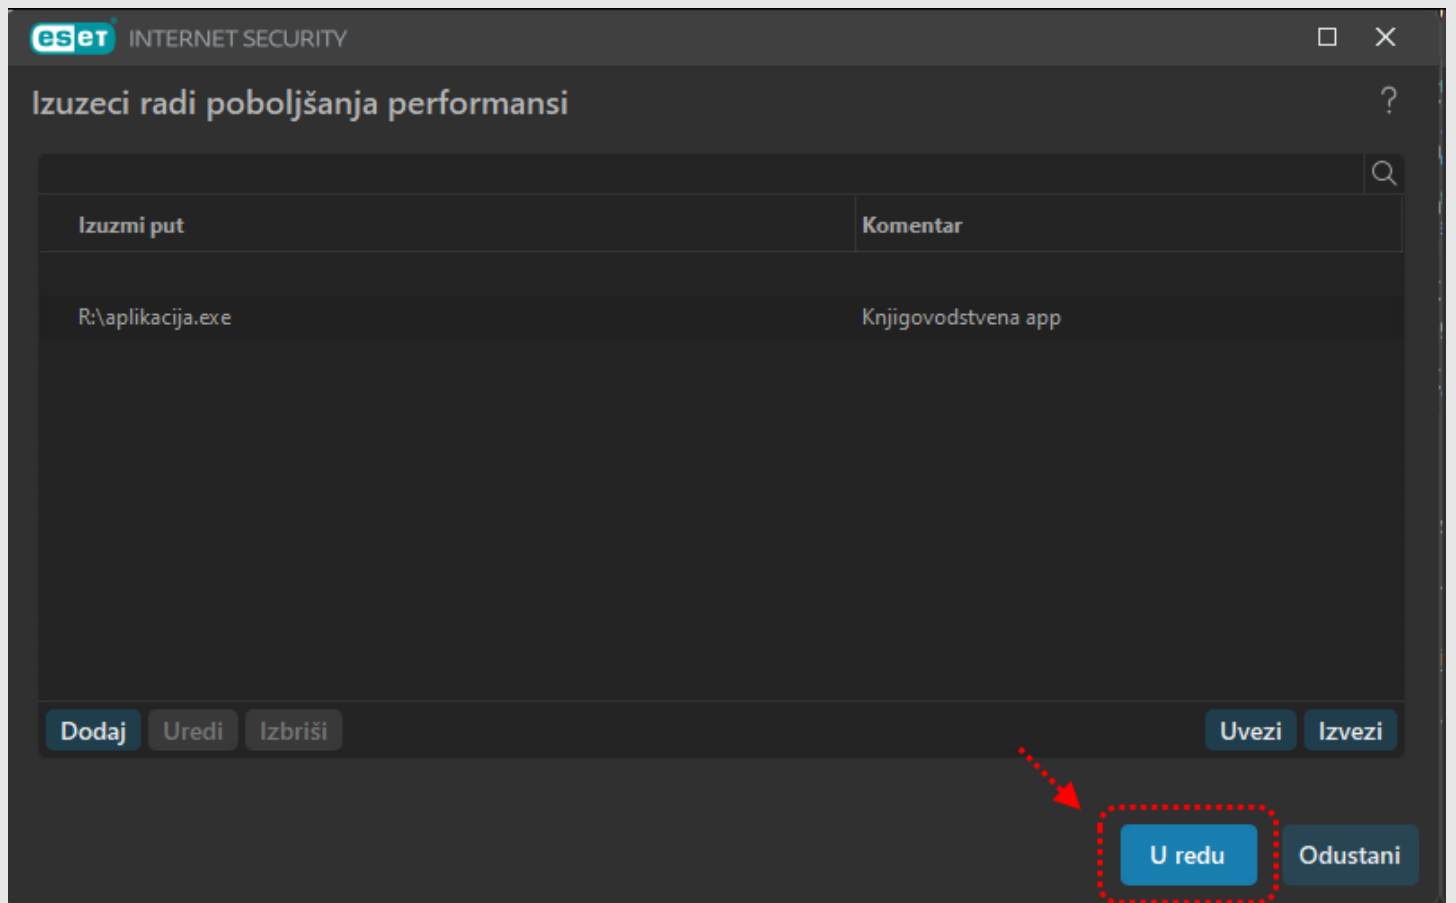 eset INTERNET SECURITY
Izuzeci radi poboljšanja performansi
?
Izuzmi put Komentar
R:\aplikacija.exe Knjigovodstvena app
Dodaj Uredi Izbriši Uvezi Izvezi
U redu Odustani